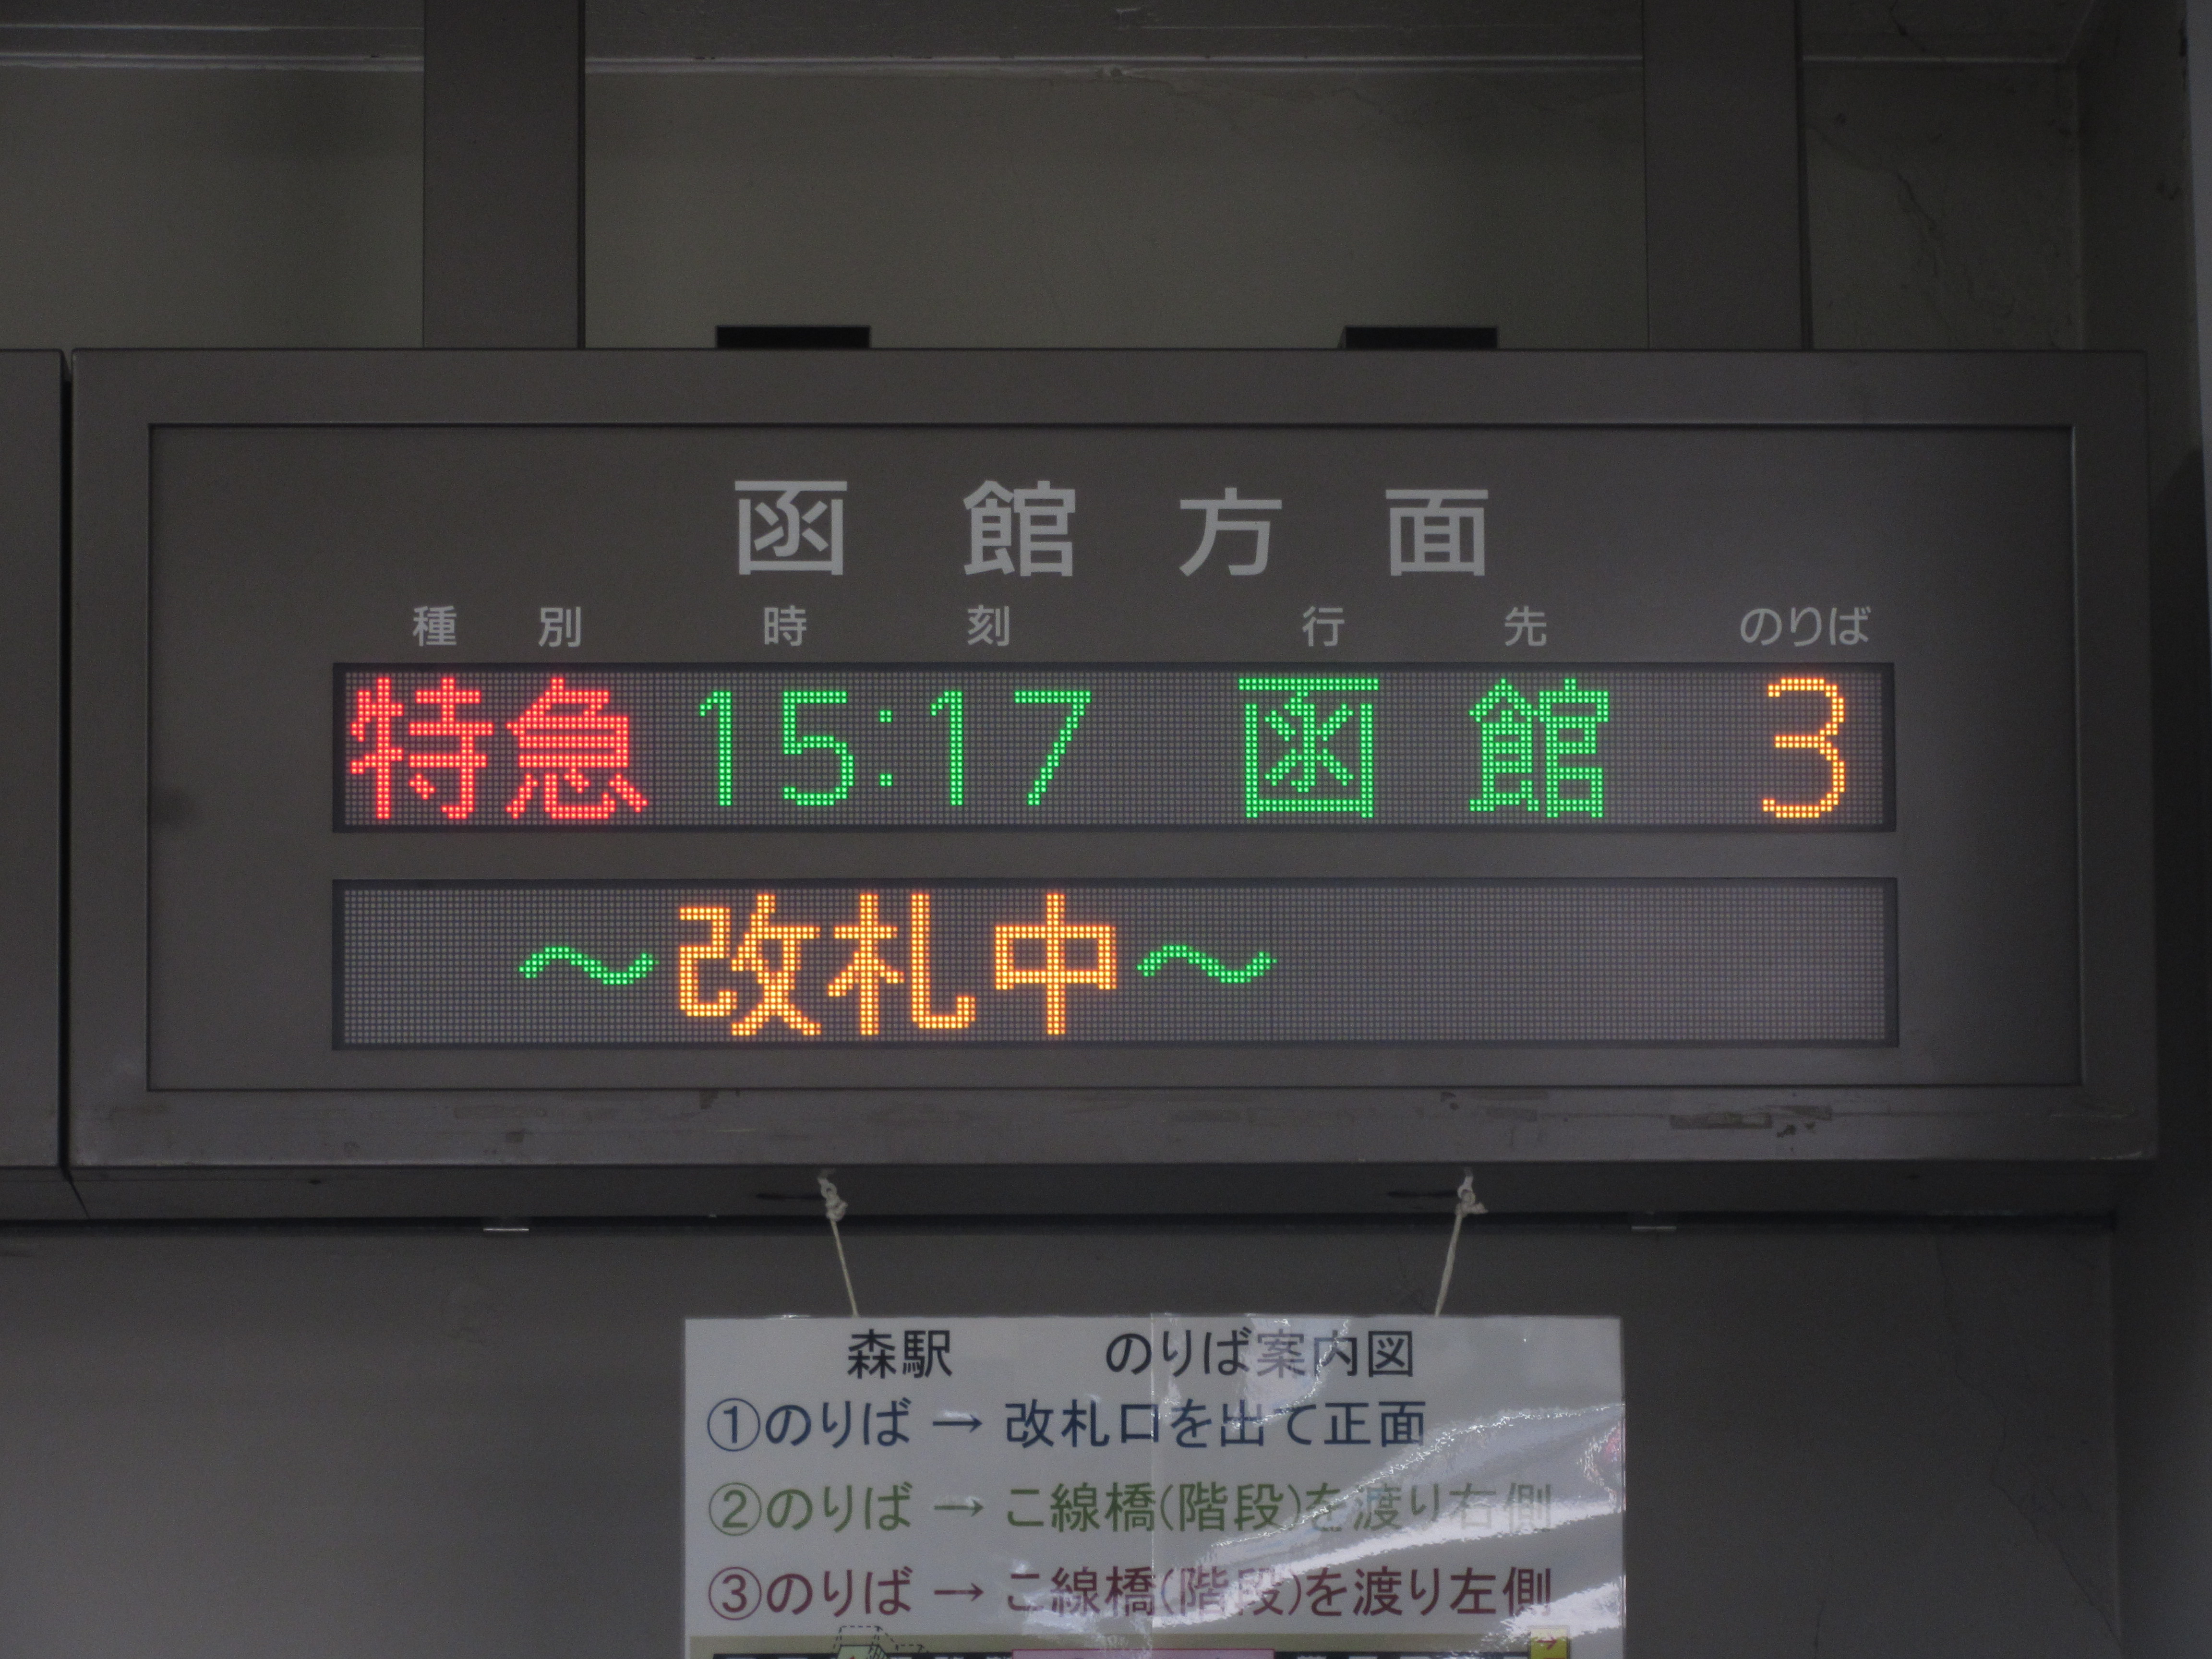 函館方面
種別 時刻 行先 のりば
特急 15:17 函館 3
～改札中～
森駅 のりば案内図
①のりば → 改札口を出て正面
②のりば → こ線橋(階段)を渡り右側
③のりば → こ線橋(階段)を渡り左側
→